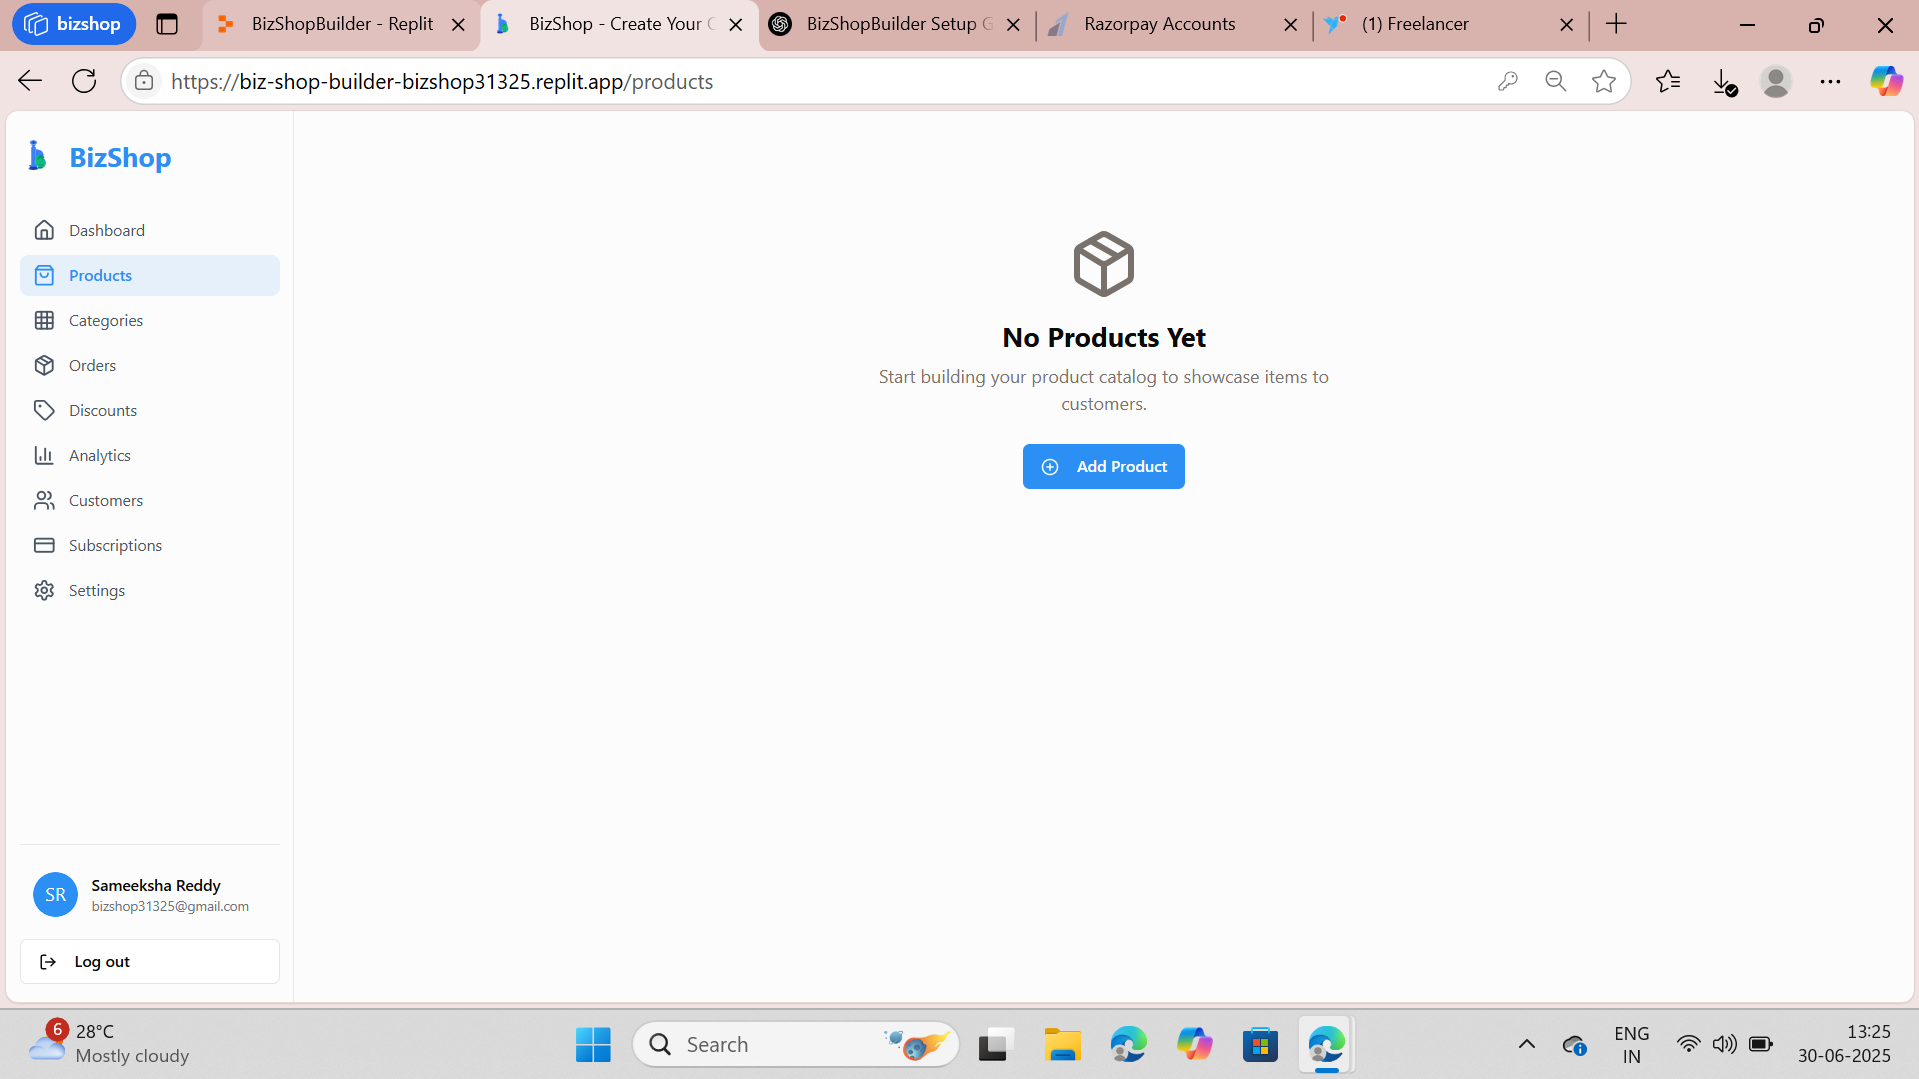 bizshop
BizShopBuilder - Replit
BizShop - Create Your C
BizShopBuilder Setup G
Razorpay Accounts
(1) Freelancer
https://biz-shop-builder-bizshop31325.replit.app/products
BizShop
Dashboard
Products
Categories
Orders
Discounts
Analytics
Customers
Subscriptions
Settings
No Products Yet
Start building your product catalog to showcase items to
customers.
Add Product
SR
Sameeksha Reddy
bizshop31325@gmail.com
Log out
6
28°C
Mostly cloudy
Search
ENG
IN
13:25
30-06-2025